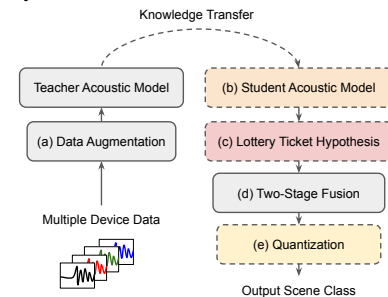 Knowledge Transfer
Teacher Acoustic Model
(b) Student Acoustic Model
(a) Data Augmentation
(c) Lottery Ticket Hypothesis
(d) Two-Stage Fusion
Multiple Device Data
(e) Quantization
Output Scene Class